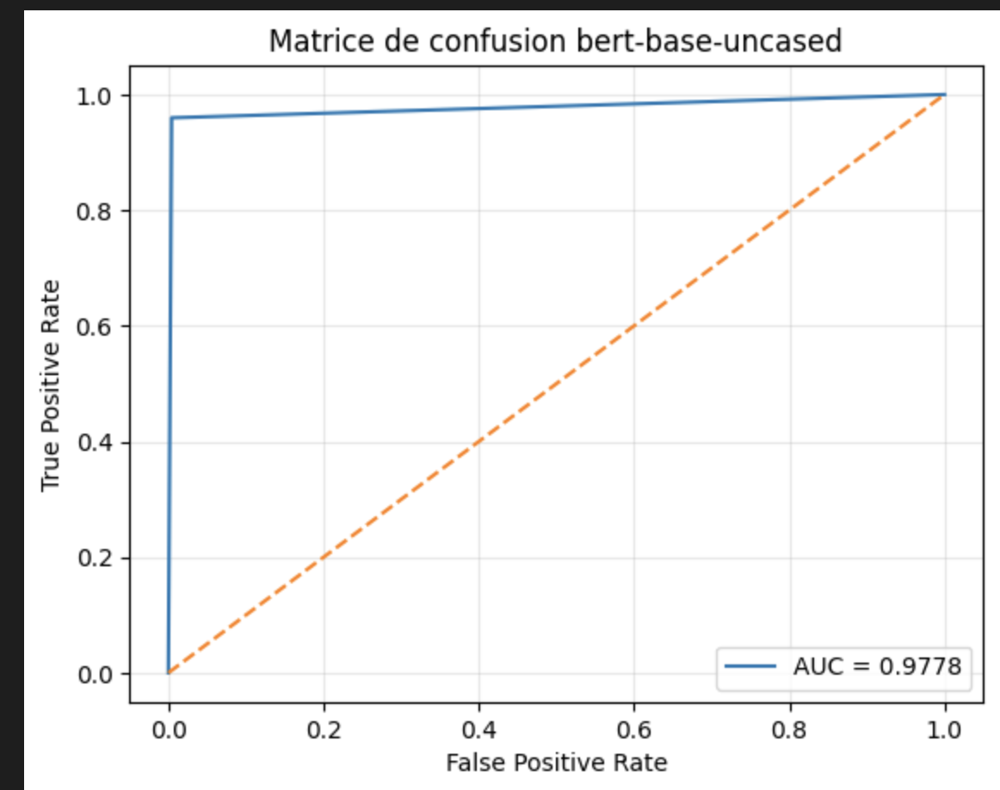 Matrice de confusion bert-base-uncased
True Positive Rate
1.0
0.8
0.6
0.4
0.2
0.0
AUC = 0.9778
0.0 0.2 0.4 0.6 0.8 1.0
False Positive Rate